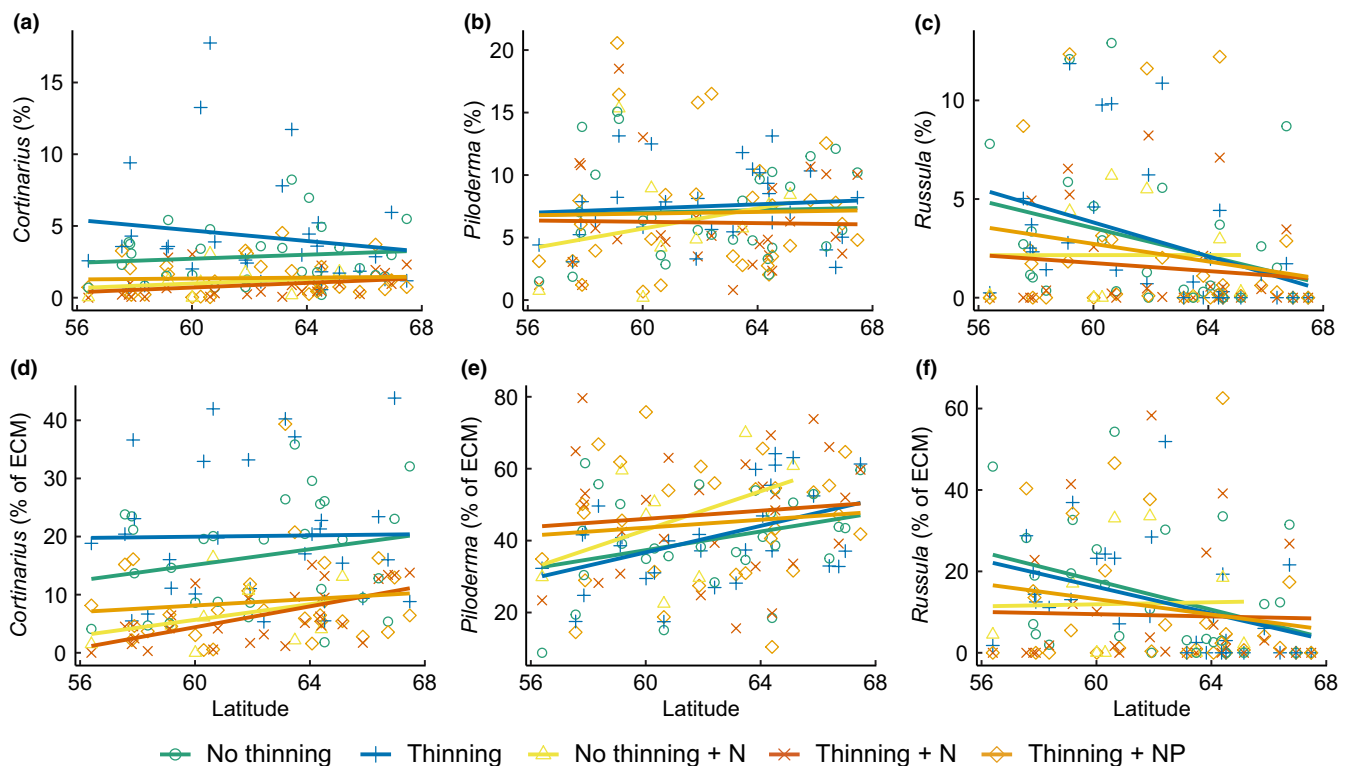 (a)
(b)
(c)
Cortinarius (%)
15
10
5
0
56
60
64
68
Piloderma (%)
20
15
10
5
0
56
60
64
68
Russula (%)
10
5
0
56
60
64
68
(d)
(e)
(f)
Cortinarius (% of ECM)
40
30
20
10
0
56
60
64
68
Latitude
Piloderma (% of ECM)
80
60
40
20
56
60
64
68
Latitude
Russula (% of ECM)
60
40
20
0
56
60
64
68
Latitude
No thinning
Thinning
No thinning + N
Thinning + N
Thinning + NP